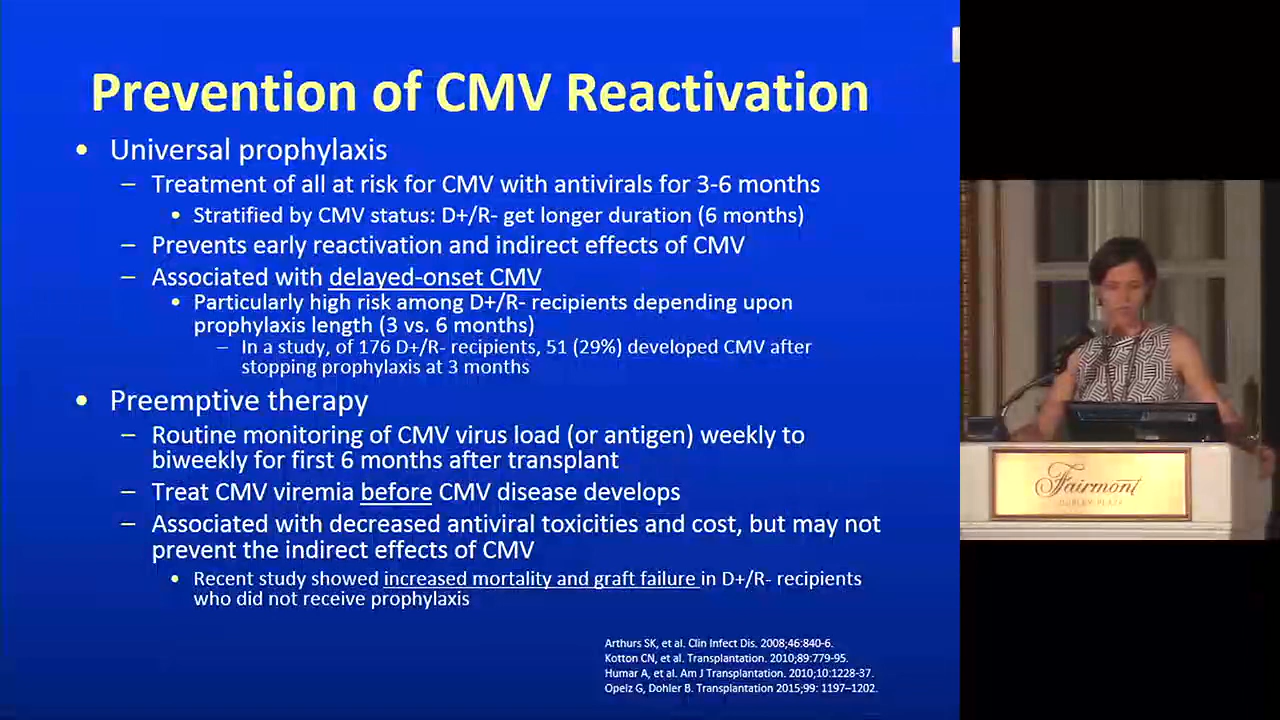 Prevention of CMV Reactivation
• Universal prophylaxis
– Treatment of all at risk for CMV with antivirals for 3-6 months
• Stratified by CMV status: D+/R- get longer duration (6 months)
– Prevents early reactivation and indirect effects of CMV
– Associated with delayed-onset CMV
• Particularly high risk among D+/R- recipients depending upon
prophylaxis length (3 vs. 6 months)
– In a study, of 176 D+/R- recipients, 51 (29%) developed CMV after
stopping prophylaxis at 3 months
• Preemptive therapy
– Routine monitoring of CMV virus load (or antigen) weekly to
biweekly for first 6 months after transplant
– Treat CMV viremia before CMV disease develops
– Associated with decreased antiviral toxicities and cost, but may not
prevent the indirect effects of CMV
• Recent study showed increased mortality and graft failure in D+/R- recipients
who did not receive prophylaxis
Arthurs SK, et al. Clin Infect Dis. 2008;46:840-6.
Kotton CN, et al. Transplantation. 2010;89:779-95.
Humar A, et al. Am J Transplantation. 2010;10:1228-37.
Opelz G, Dohler B. Transplantation 2015;99: 1197–1202.
Fairmont
COPLEY PLAZA